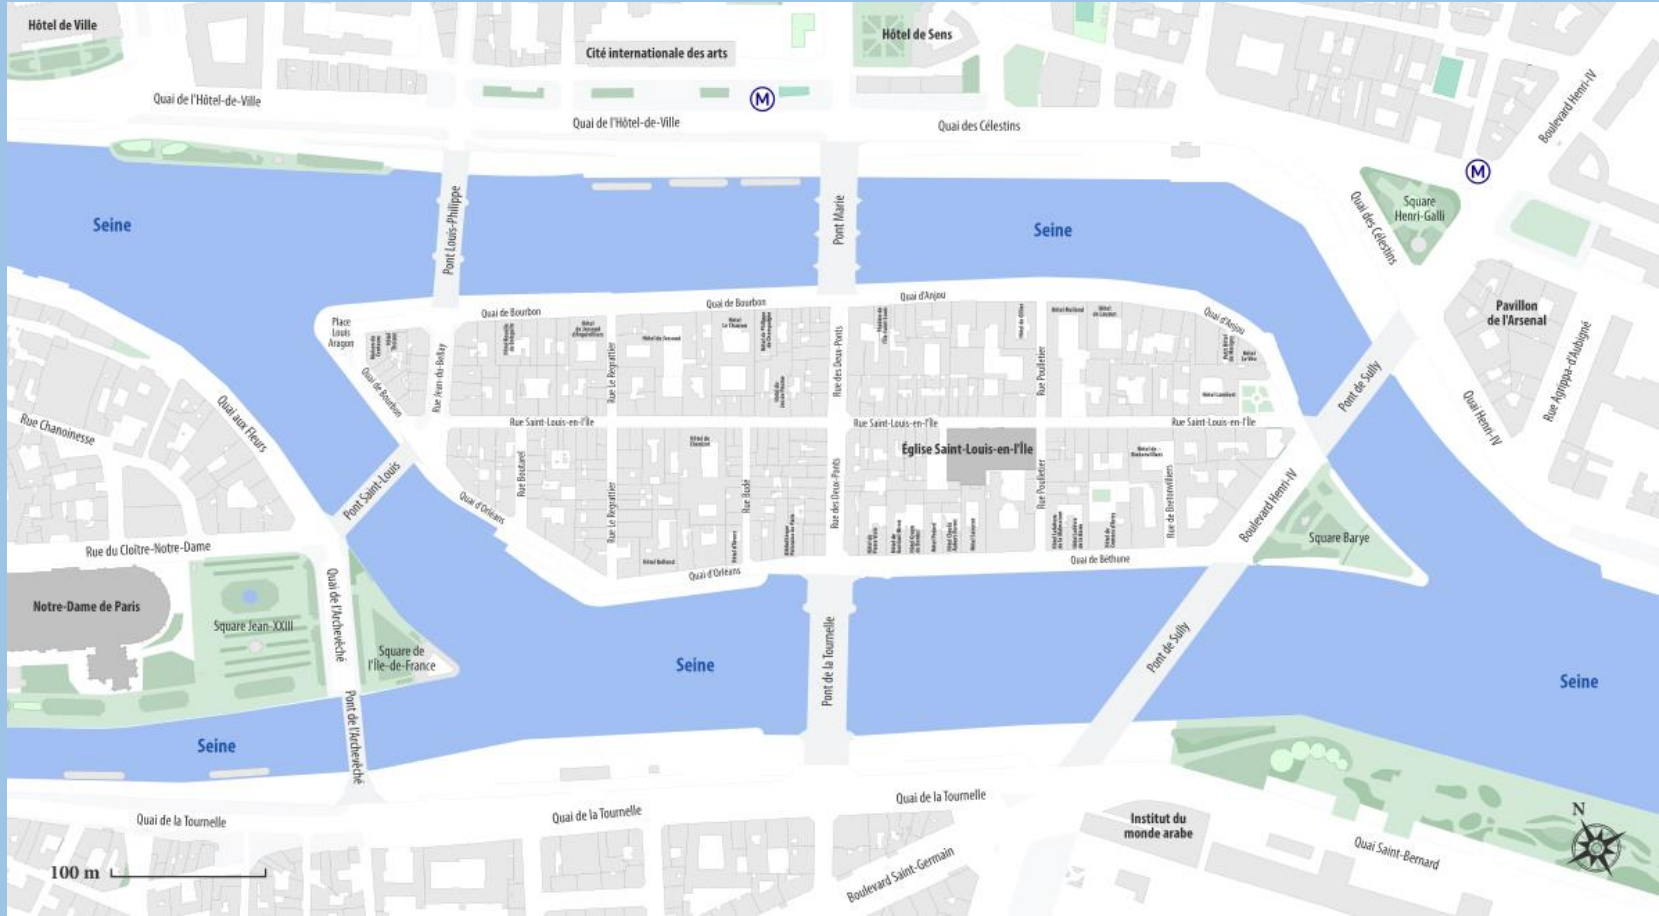 Hôtel de Ville
Cité internationale des arts
Hôtel de Sens
Quai de l'Hôtel-de-Ville
M
Quai de l'Hôtel-de-Ville
Quai des Célestins
Boulevard Henri-IV
M
Seine
Pont Louis-Philippe
Pont Marie
Seine
Quai des Célestins
Square
Henri-Galli
Place
Louis
Aragon
Quai de Bourbon
Quai de Bourbon
Quai d'Anjou
Quai d'Anjou
Pavillon
de l'Arsenal
Rue Agrippa-d'Aubigné
Quai Henri-IV
Pont de Sully
Quai de Bourbon
Rue Jean-du-Bellay
Rue Le Regrattier
Rue des Deux-Ponts
Rue Poulletier
Hôtel Lambert
Quai aux Fleurs
Rue Chanoinesse
Rue Saint-Louis-en-l'Île
Rue Saint-Louis-en-l'Île
Rue Saint-Louis-en-l'Île
Église Saint-Louis-en-l'Île
Pont Saint-Louis
Quai d'Orléans
Rue Boutarel
Rue Le Regrattier
Rue Budé
Rue des Deux-Ponts
Rue Poulletier
Rue de Bretonvilliers
Boulevard Henri-IV
Square Barye
Rue du Cloître-Notre-Dame
Quai d'Orléans
Quai de Béthune
Notre-Dame de Paris
Square Jean-XXIII
Quai de l'Archevêché
Square de
l'Île-de-France
Seine
Pont de la Tournelle
Pont de Sully
Seine
Seine
Pont de l'Archevêché
Quai de la Tournelle
Quai de la Tournelle
Quai de la Tournelle
Institut du
monde arabe
Quai Saint-Bernard
Boulevard Saint-Germain
N
100 m